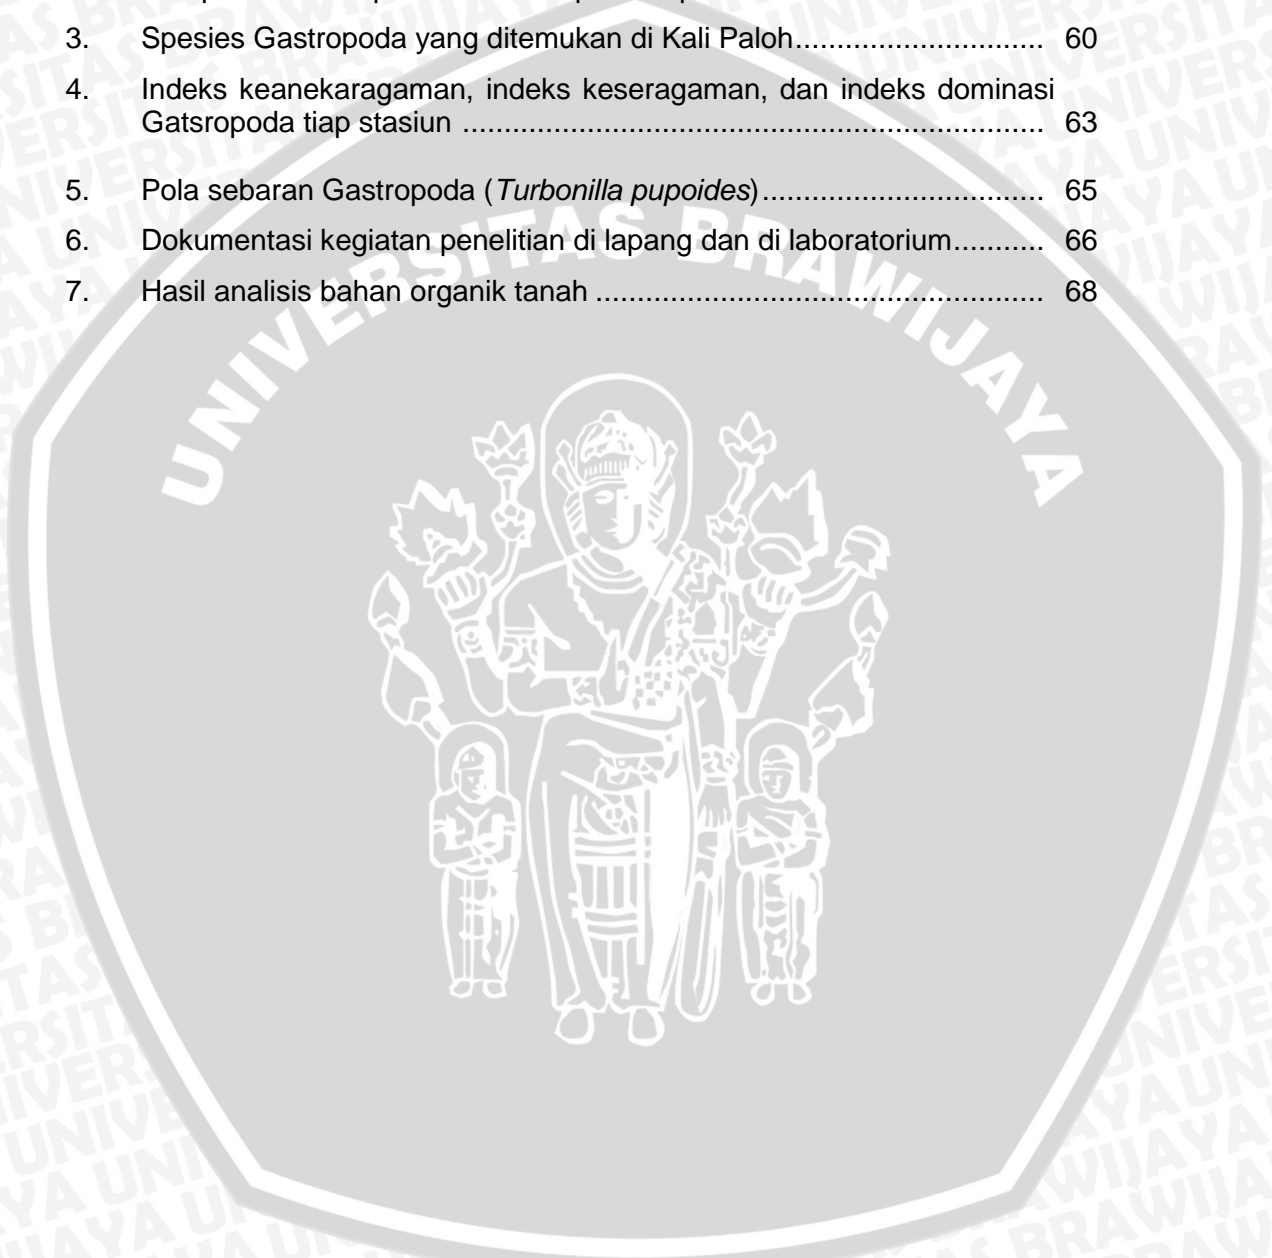 3. Spesies Gastropoda yang ditemukan di Kali Paloh.............................. 60
4. Indeks keanekaragaman, indeks keseragaman, dan indeks dominasi
Gatsropoda tiap stasiun ...................................................................... 63
5. Pola sebaran Gastropoda (Turbonilla pupoides).................................. 65
6. Dokumentasi kegiatan penelitian di lapang dan di laboratorium........... 66
7. Hasil analisis bahan organik tanah ...................................................... 68
UNIVERSITAS BRAWIJAYA